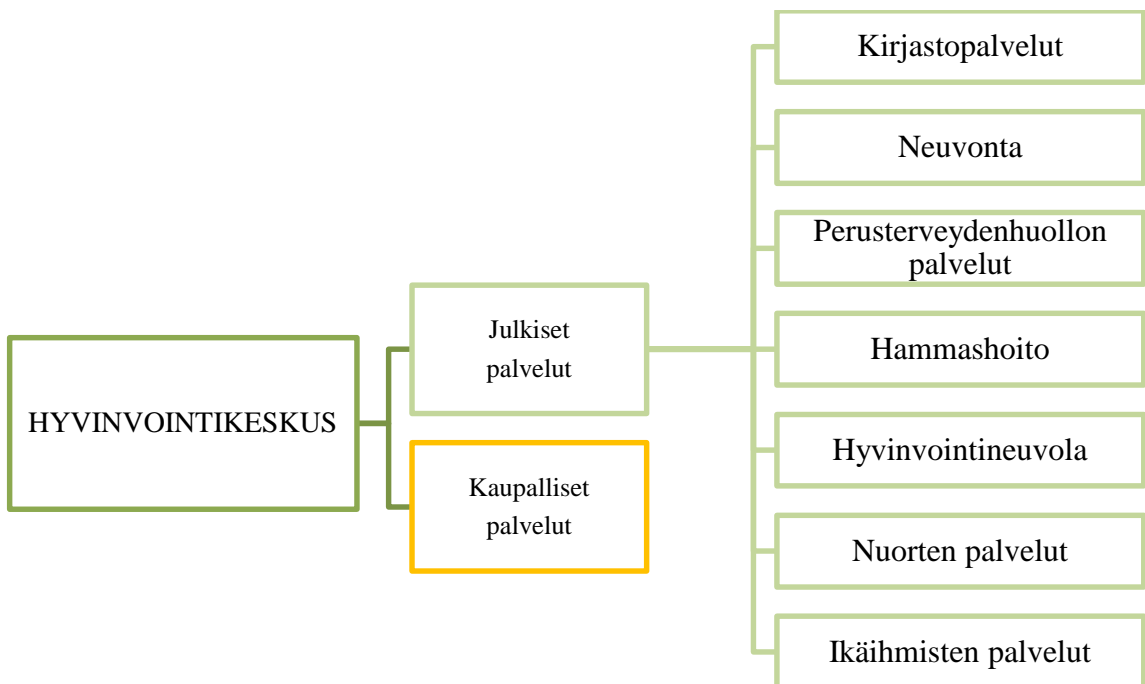 HYVINVOINTIKESKUS
Julkiset
palvelut
Kaupalliset
palvelut
Kirjastopalvelut
Neuvonta
Perusterveydenhuollon
palvelut
Hammashoito
Hyvinvointineuvola
Nuorten palvelut
Ikäihmisten palvelut